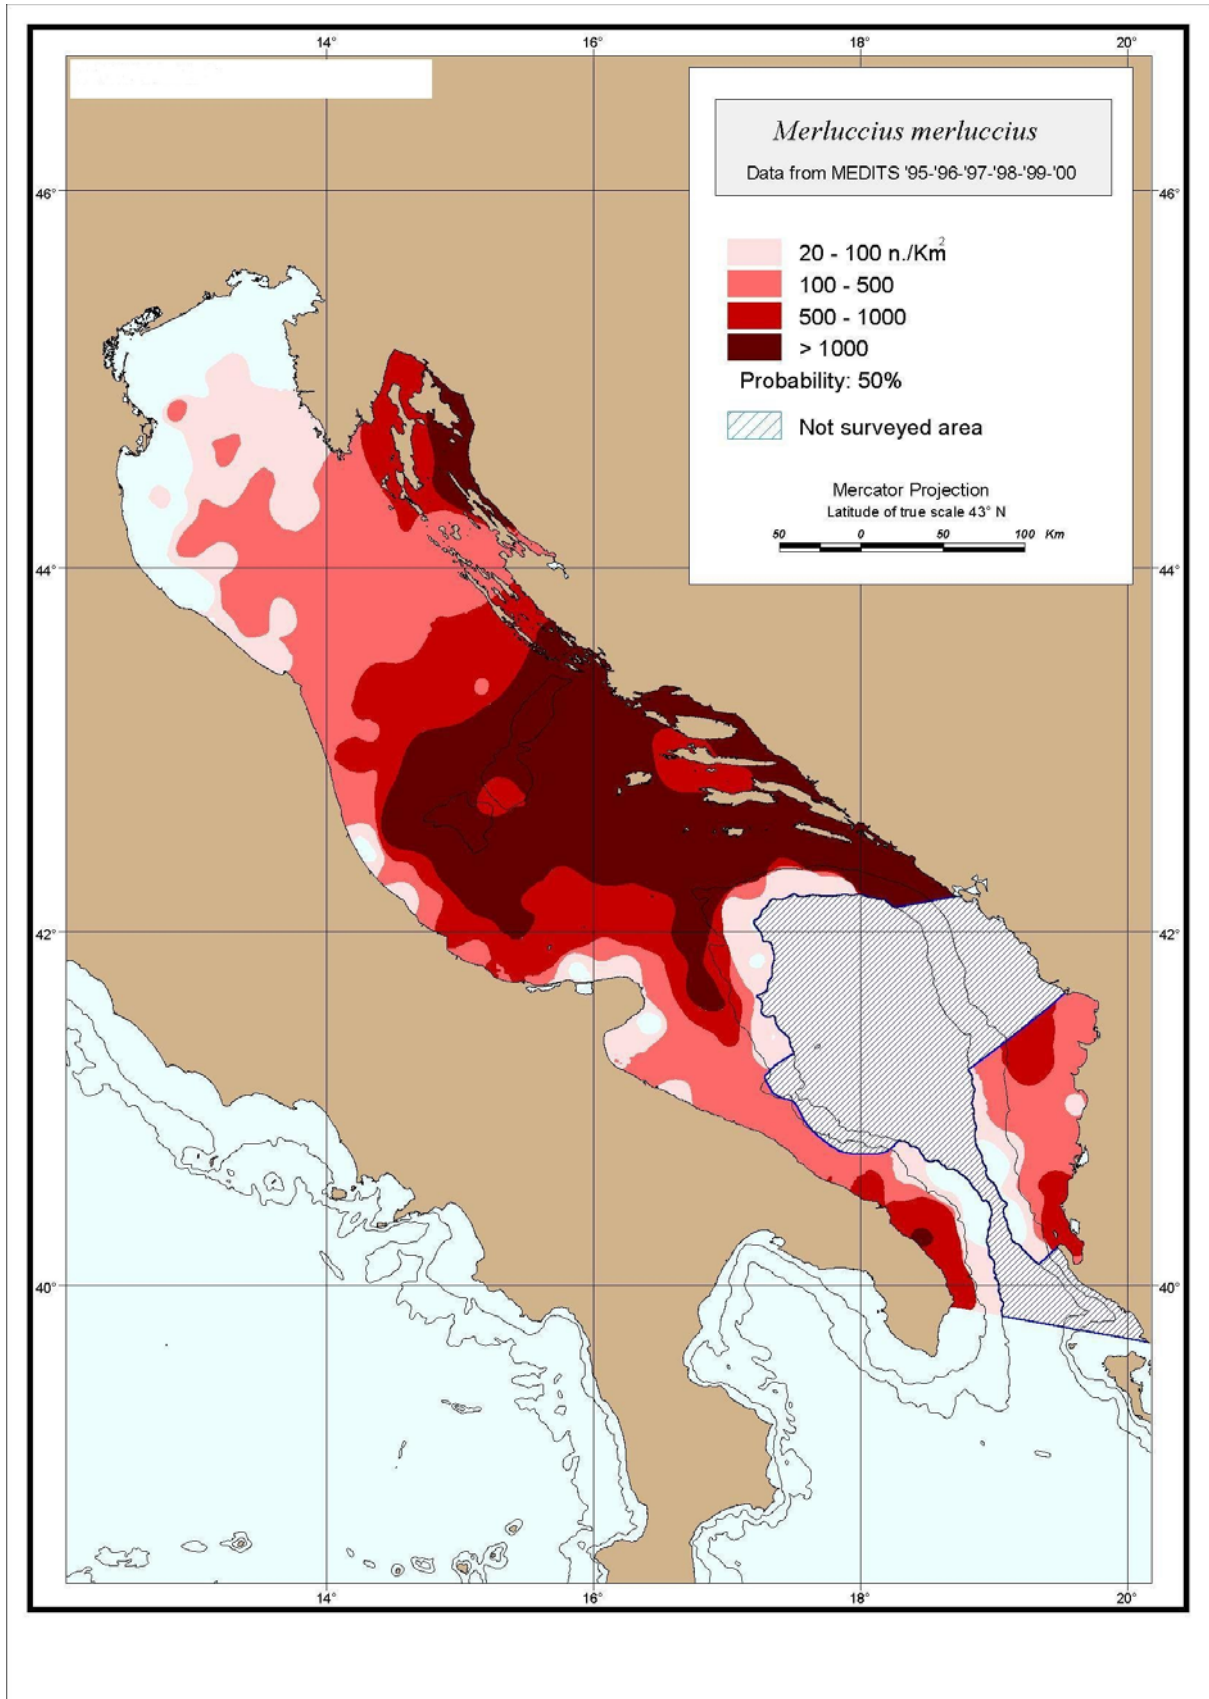 14° 16° 18° 20°
Merluccius merluccius
Data from MEDITS '95-'96-'97-'98-'99-'00
46° 46°
20 - 100 n./Km2
100 - 500
500 - 1000
> 1000
Probability: 50%
Not surveyed area
Mercator Projection
Latitude of true scale 43° N
50 0 50 100 Km
44° 44°
42° 42°
40° 40°
14° 16° 18° 20°